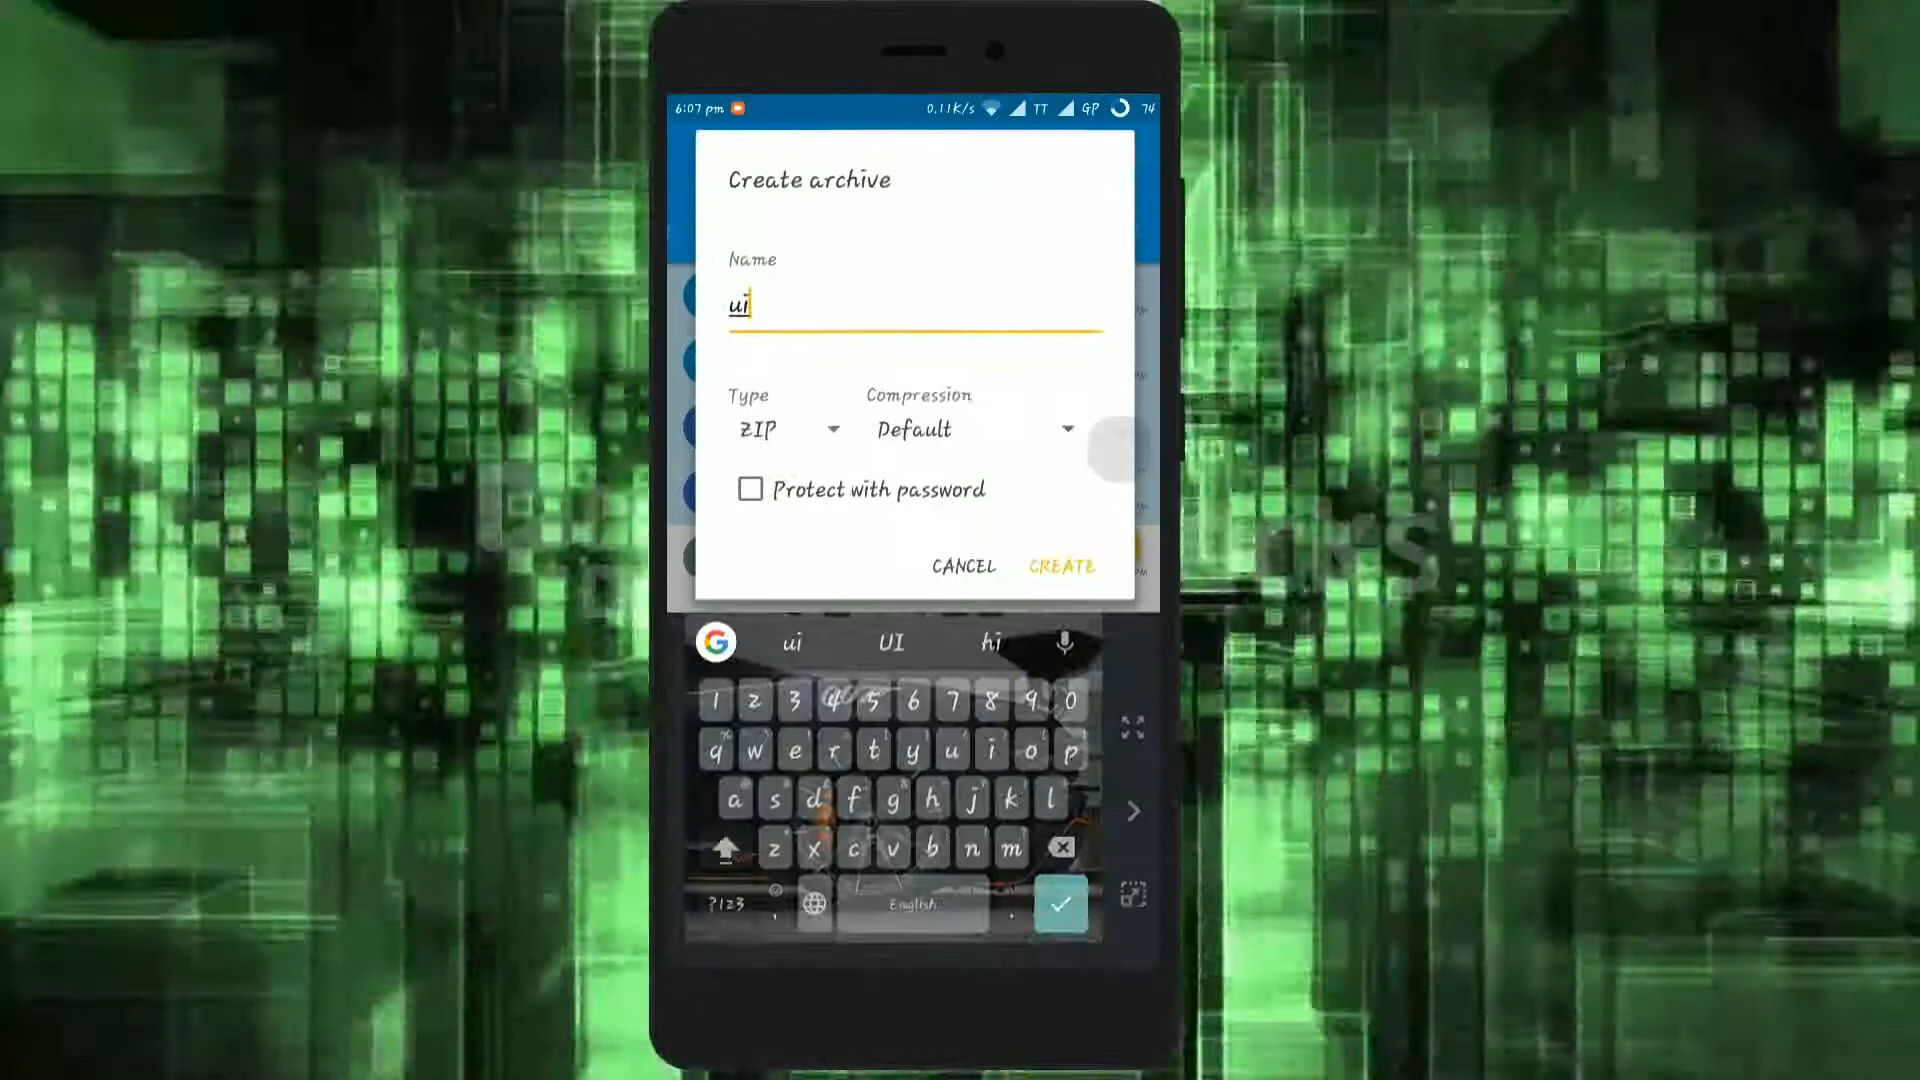 6:07 pm 0.11K/s TT GP 74
Create archive
Name
ui
Type Compression
ZIP Default
Protect with password
CANCEL CREATE
G ui UI hi
1 2 3 4 5 6 7 8 9 0
q w e r t y u i o p
a s d f g h j k l
z x c v b n m
?123 , English .